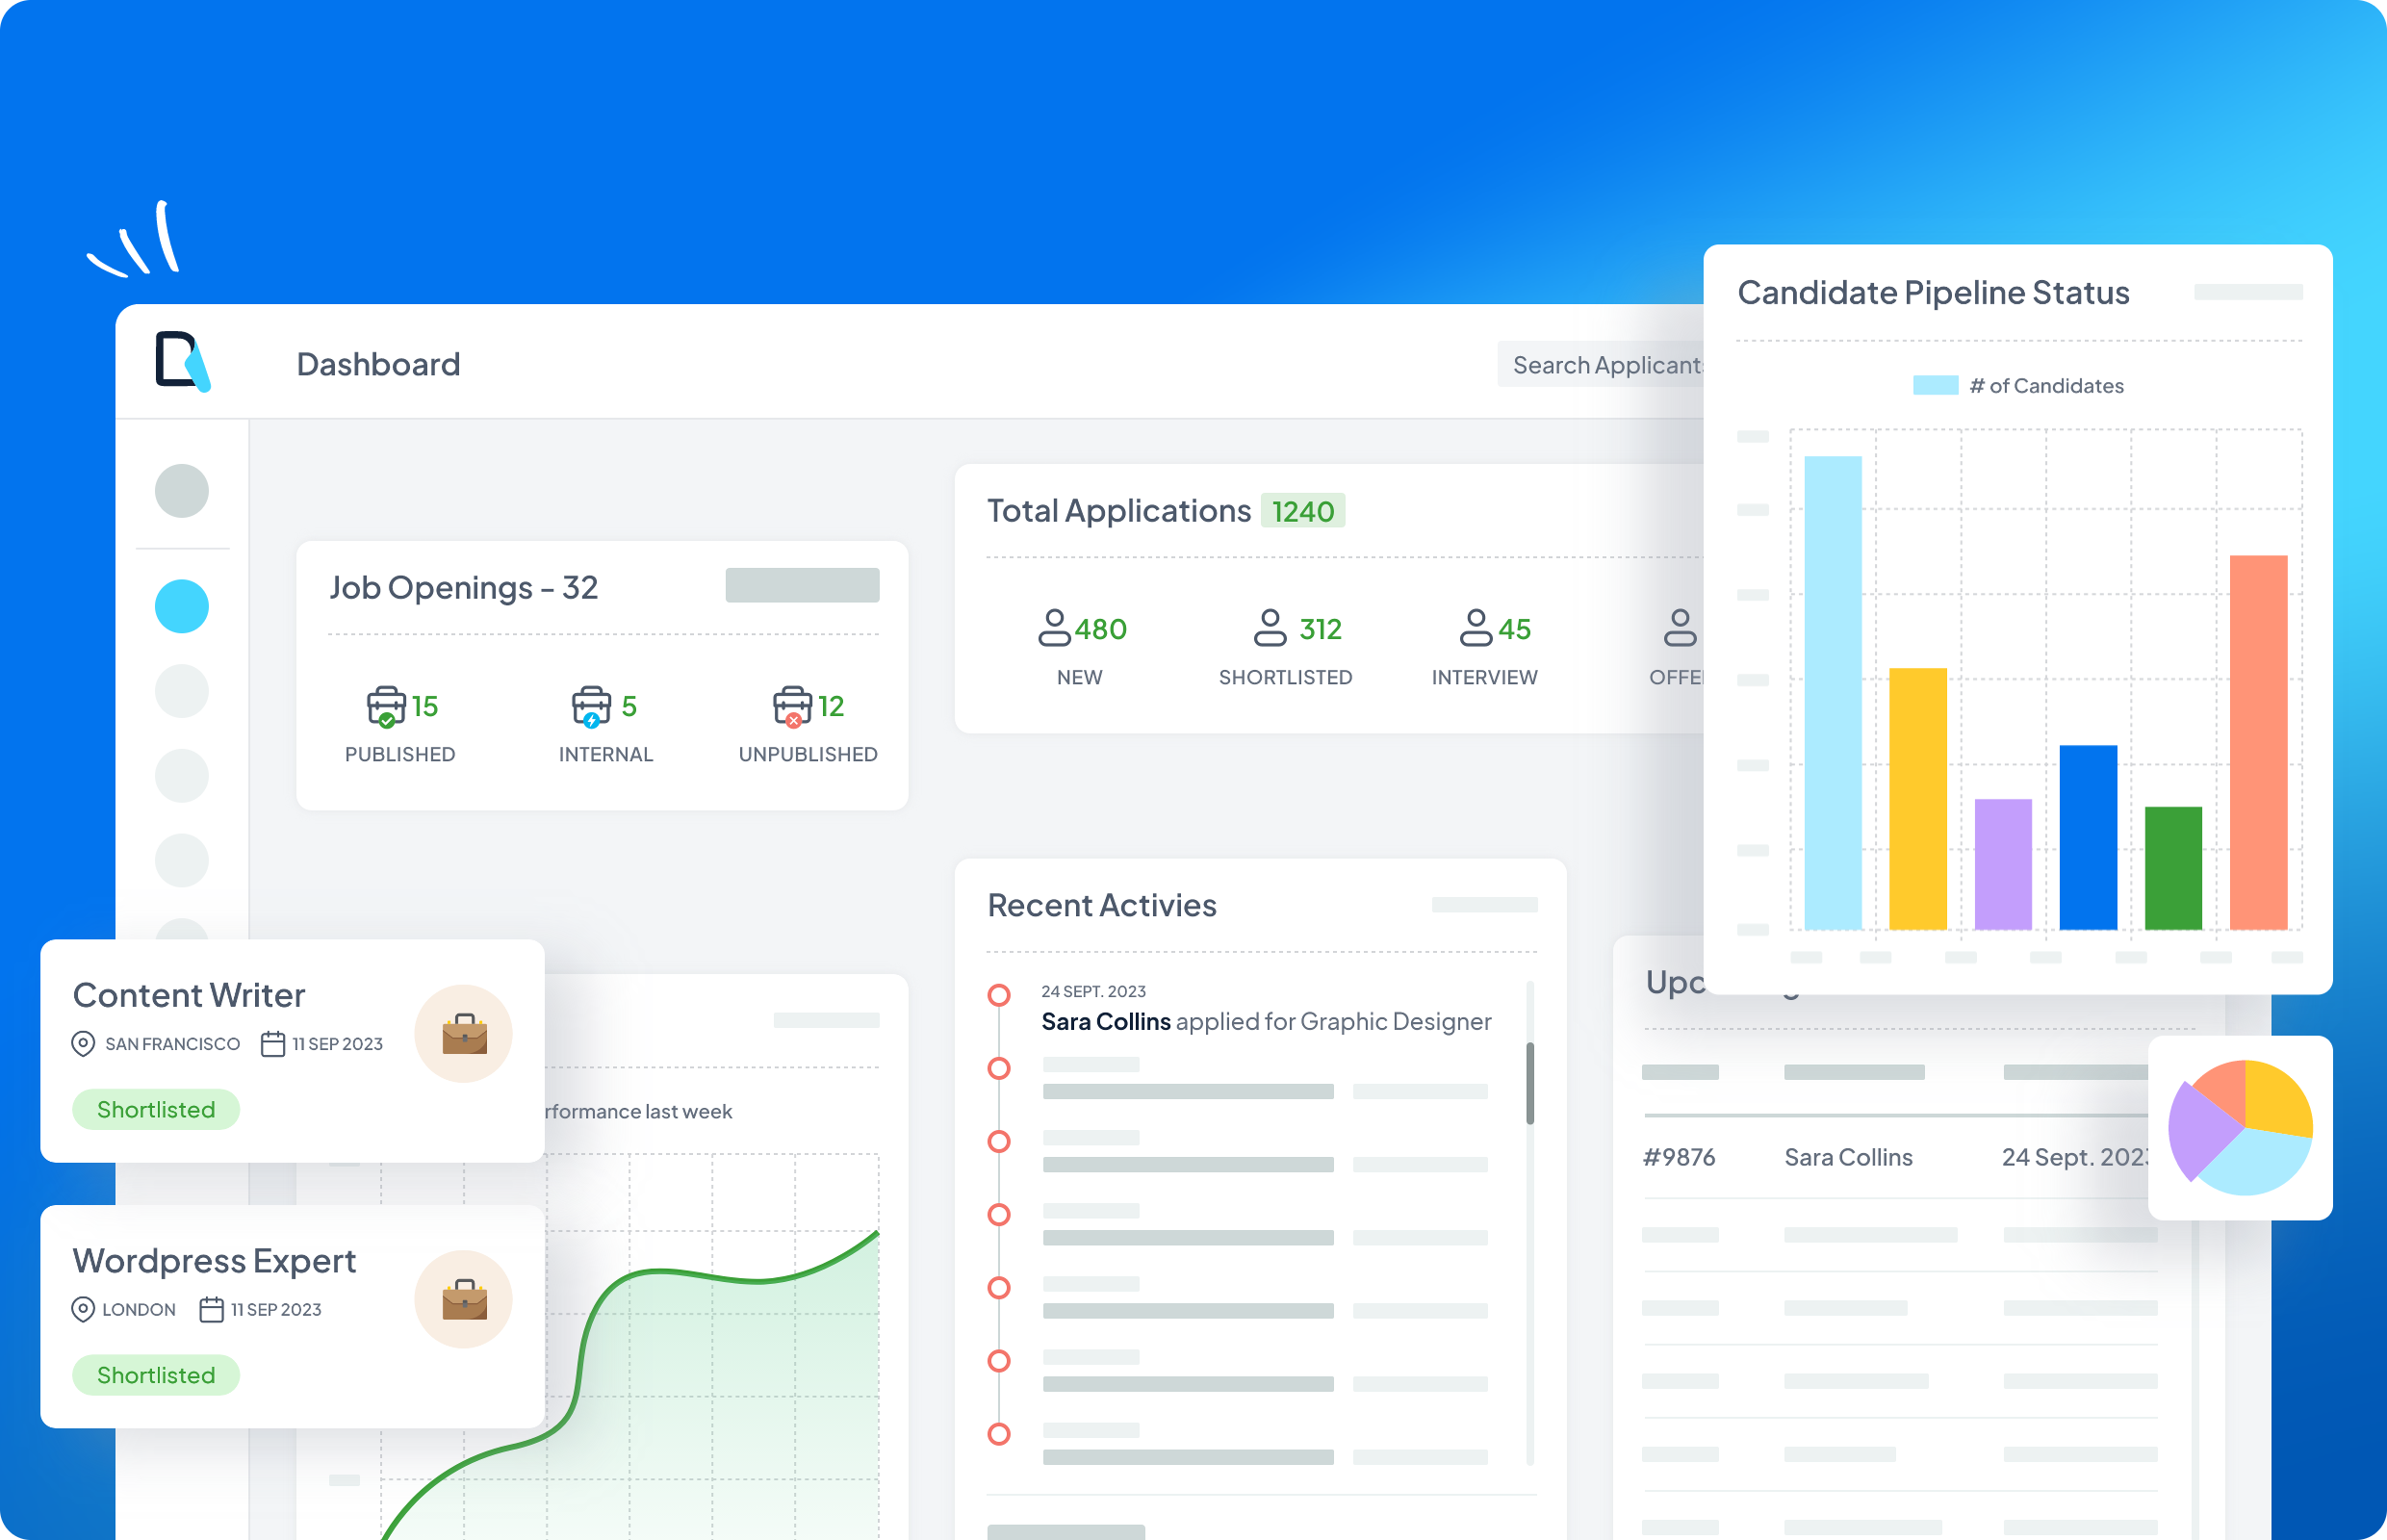 Dashboard
Search Applicant
Candidate Pipeline Status
# of Candidates
Total Applications 1240
480
NEW
312
SHORTLISTED
45
INTERVIEW
OFFE
Job Openings – 32
15
PUBLISHED
5
INTERNAL
12
UNPUBLISHED
Recent Activies
24 SEPT. 2023
Sara Collins applied for Graphic Designer
Content Writer
SAN FRANCISCO 11 SEP 2023
Shortlisted
rformance last week
Wordpress Expert
LONDON 11 SEP 2023
Shortlisted
Upc
#9876 Sara Collins 24 Sept. 2023